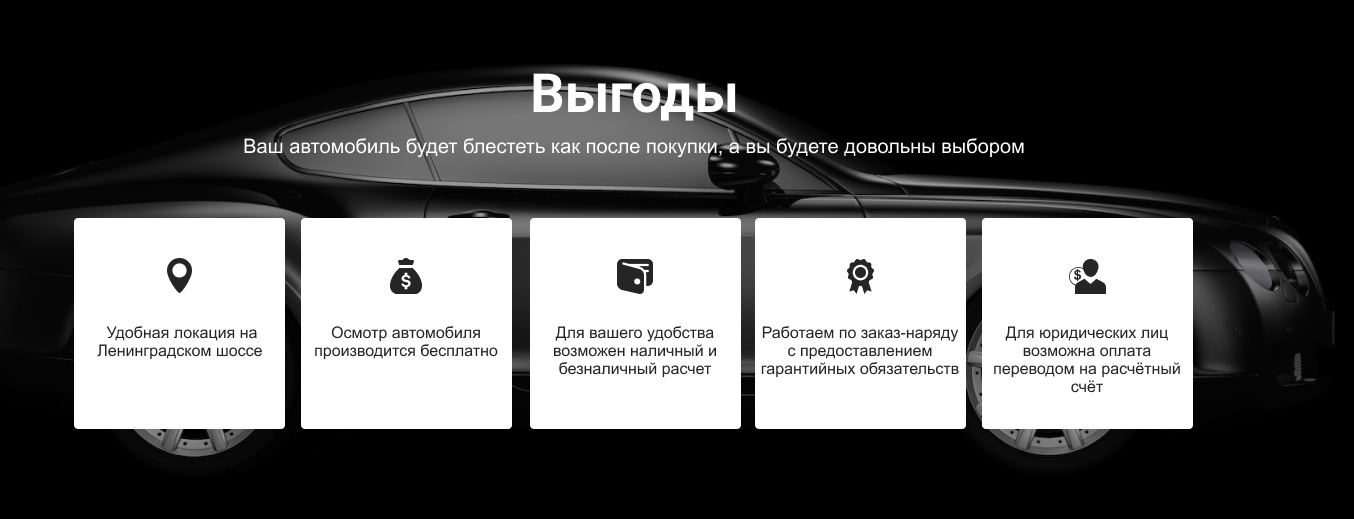 Выгоды
Ваш автомобиль будет блестеть как после покупки, а вы будете довольны выбором
Удобная локация на
Ленинградском шоссе
$
Осмотр автомобиля
производится бесплатно
Для вашего удобства
возможен наличный и
безналичный расчет
Работаем по заказ-наряду
с предоставлением
гарантийных обязательств
$
Для юридических лиц
возможна оплата
переводом на расчётный
счёт